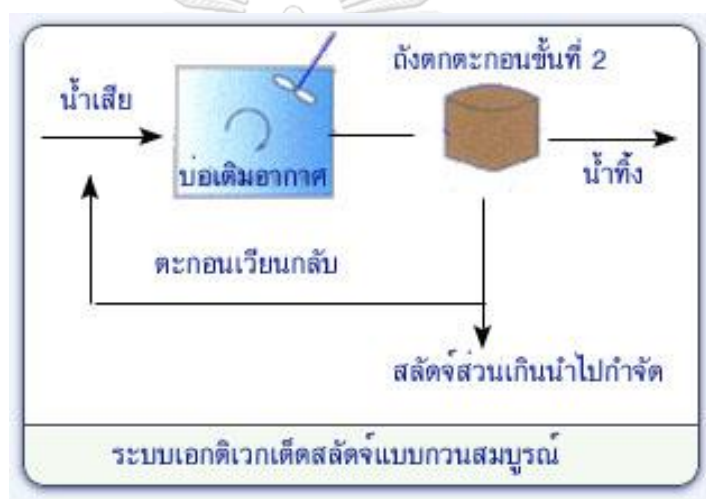 ถังตกตะกอนขั้นที่ 2
น้ำเสีย
บ่อเติมอากาศ
น้ำทิ้ง
ตะกอนเวียนกลับ
สลัดจ์ส่วนเกินนำไปกำจัด
ระบบเอกติเวกเต็ดสลัดจ์แบบกวนสมบูรณ์